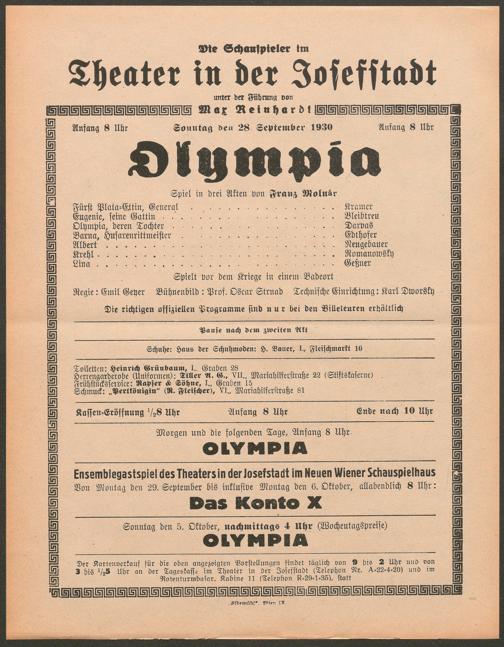 Die Schauspieler im
Theater in der Josefstadt
unter der Führung von
Max Reinhardt
Anfang 8 Uhr Sonntag den 28 September 1930 Anfang 8 Uhr
Olympia
Spiel in drei Akten von Franz Molnar
Fürst Plata-Ettin, General . . . Kramer
Eugenie, seine Gattin . . . Bleibtreu
Olympia, deren Tochter . . . Darvas
Barna, Husarenrittmeister . . . Edthofer
Albert . . . Neugebauer
Krehl . . . Romanowsky
Lina . . . Geßner
Spielt vor dem Kriege in einem Badeort
Regie: Emil Geyer Bühnenbild: Prof. Oscar Strnad Technische Einrichtung: Karl Dworsky
Die richtigen offiziellen Programme sind nur bei den Billeteuren erhältlich
Pause nach dem zweiten Akt
Schuhe: Haus der Schuhmoden: H. Lauer, I., Fleischmarkt 10
Toiletten: Heinrich Grünbaum, I., Graben 28
Herrengarderobe (Uniformen): Tiller A. G., VII., Mariahilferstraße 22 (Stiftskaserne)
Frühstückservice: Rasper & Söhne, I., Graben 15
Schmuck: „Perlkönigin" (R. Fleischer), VI., Mariahilferstraße 81
Kassen-Eröffnung ½8 Uhr Anfang 8 Uhr Ende nach 10 Uhr
Morgen und die folgenden Tage, Anfang 8 Uhr
OLYMPIA
Ensemblegastspiel des Theaters in der Josefstadt im Neuen Wiener Schauspielhaus
Von Montag den 29. September bis inklusive Montag den 6. Oktober, allabendlich 8 Uhr:
Das Konto X
Sonntag den 5. Oktober, nachmittags 4 Uhr (Wochentagspreise)
OLYMPIA
Der Kartenverkauf für die oben angezeigten Vorstellungen findet täglich von 9 bis 2 Uhr und von
3 bis ½5 Uhr an der Tageskasse im Theater in der Josefstadt (Telephon Nr. A-22-4-20) und im
Rotenturmbasar, Kabine 11 (Telephon R-29-1-35), statt
Wien IX